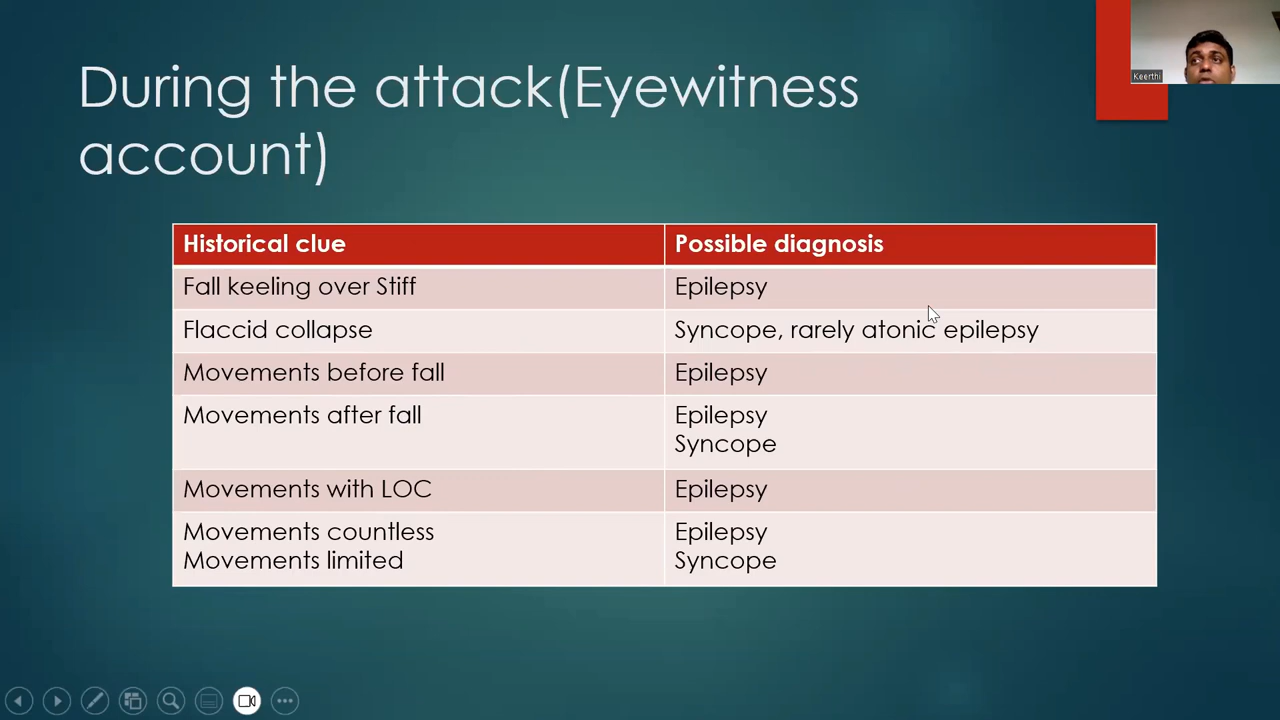 During the attack(Eyewitness
account)
Keerthi
Historical clue
Possible diagnosis
Fall keeling over Stiff
Epilepsy
Flaccid collapse
Syncope, rarely atonic epilepsy
Movements before fall
Epilepsy
Movements after fall
Epilepsy
Syncope
Movements with LOC
Epilepsy
Movements countless
Movements limited
Epilepsy
Syncope